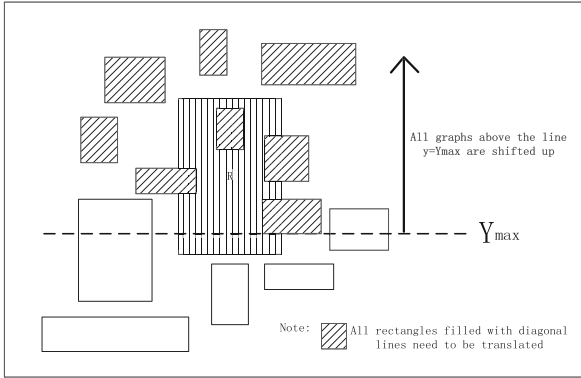 All graphs above the line
y=Ymax are shifted up
R
Ymax
Note:
All rectangles filled with diagonal
lines need to be translated